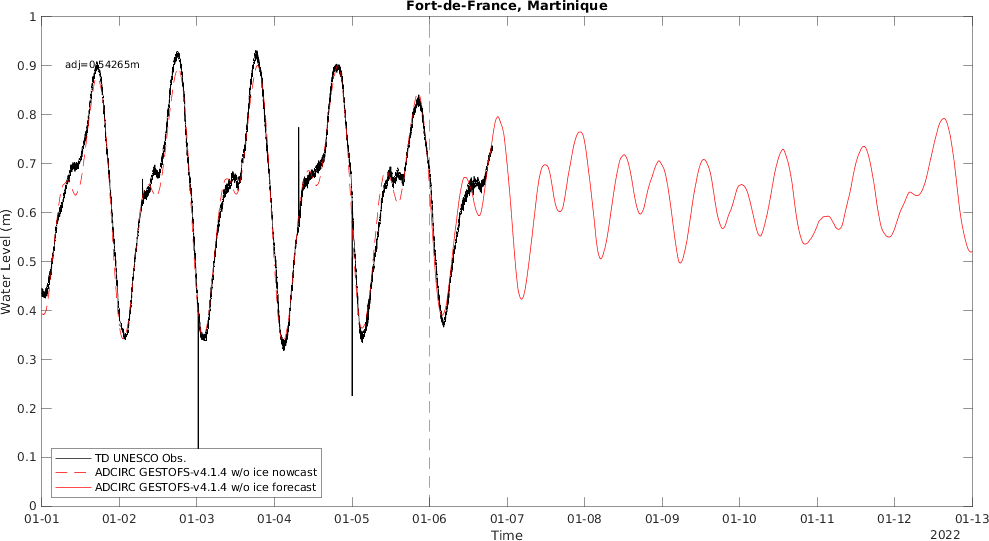 Fort-de-France, Martinique
adj=0.54265m
Water Level (m)
1
0.9
0.8
0.7
0.6
0.5
0.4
0.3
0.2
0.1
0
TD UNESCO Obs.
ADCIRC GESTOFS-v4.1.4 w/o ice nowcast
ADCIRC GESTOFS-v4.1.4 w/o ice forecast
01-01 01-02 01-03 01-04 01-05 01-06 01-07 01-08 01-09 01-10 01-11 01-12 01-13
Time
2022